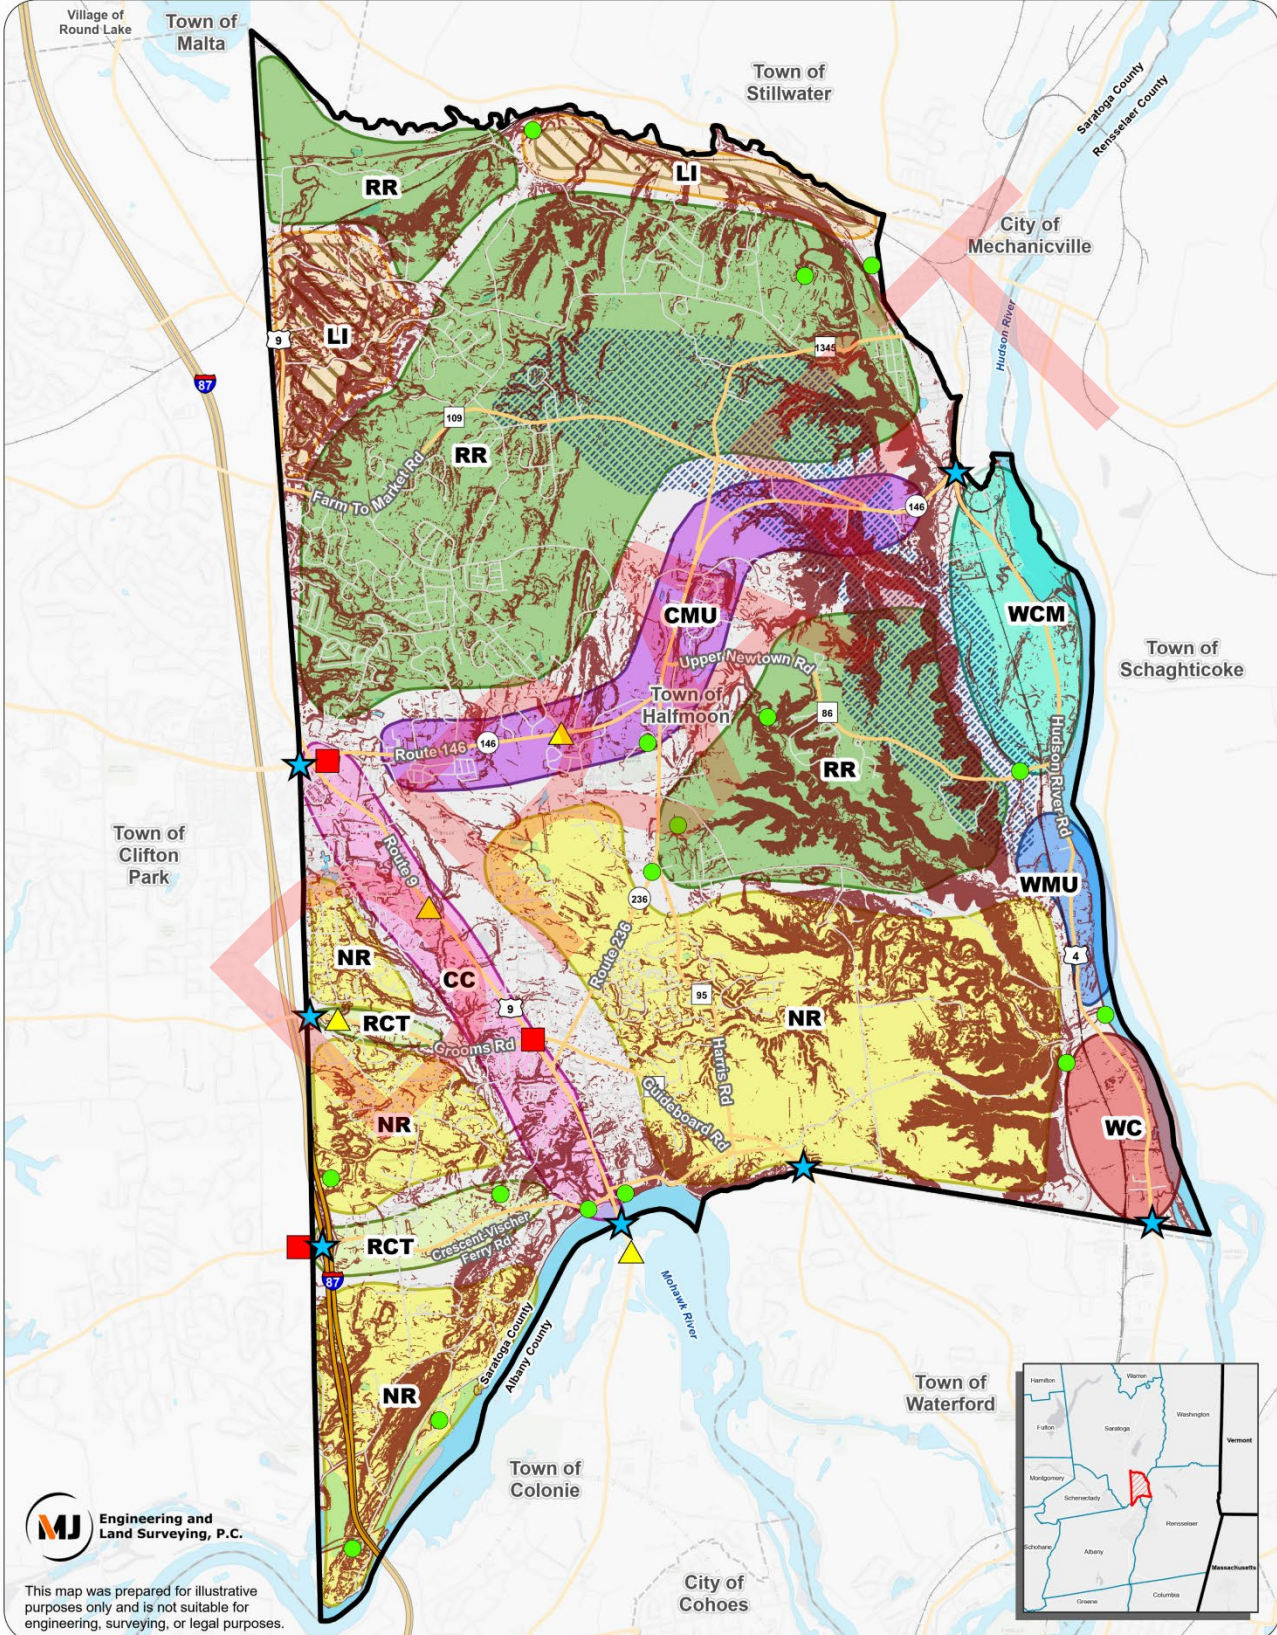 Village of
Round Lake
Town of
Malta
Town of
Stillwater
Saratoga County
Rensselaer County
City of
Mechanicville
Hudson River
RR
LI
LI
9
87
1345
109
RR
Farm To Market Rd
146
CMU
WCM
Town of
Schaghticoke
Upper Newtown Rd
Town of
Halfmoon
86
Route 146
146
RR
Hudson River Rd
Town of
Clifton
Park
Route 9
WMU
236
Route 236
NR
CC
4
95
9
NR
RCT
Grooms Rd
Harris Rd
Guideboard Rd
NR
WC
RCT
Crescent-Vischer
Ferry Rd
87
Mohawk River
Saratoga County
Albany County
NR
Town of
Waterford
Town of
Colonie
City of
Cohoes
MJ
Engineering and
Land Surveying, P.C.
This map was prepared for illustrative
purposes only and is not suitable for
engineering, surveying, or legal purposes.
Hamilton
Warren
Washington
Fulton
Saratoga
Vermont
Montgomery
Schenectady
Rensselaer
Schoharie
Albany
Massachusetts
Greene
Columbia